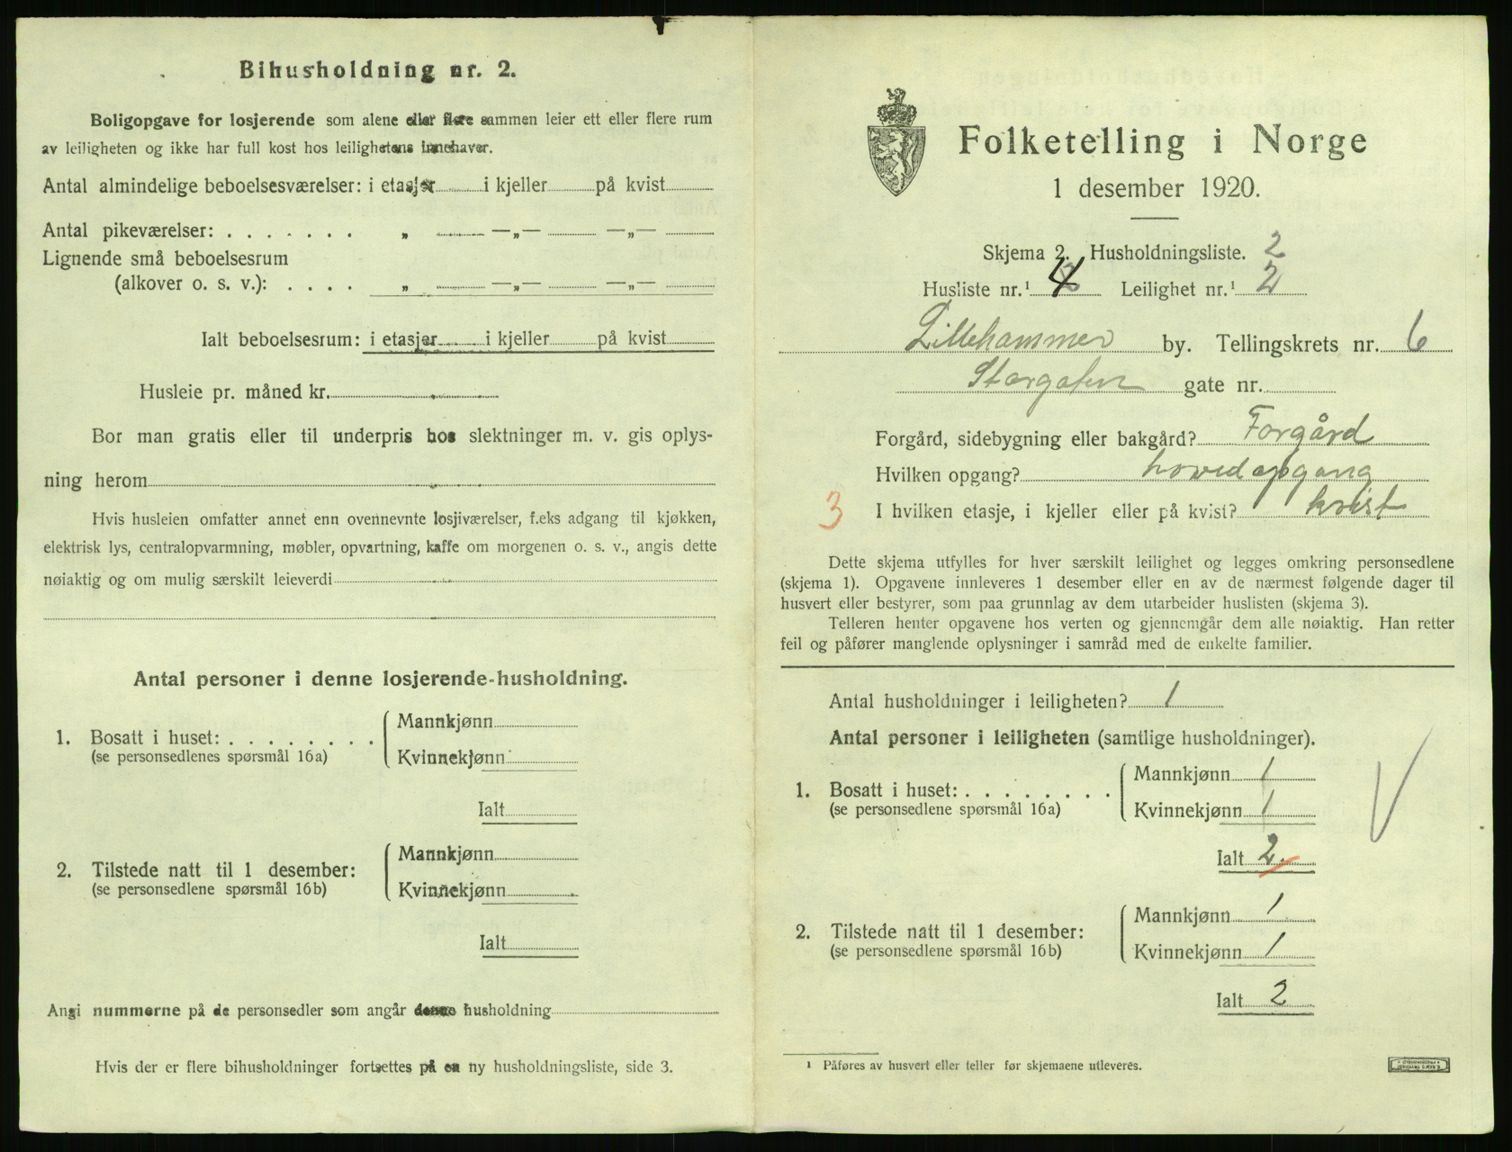 Bihusholdning nr. 2.
Boligopgave for losjerende som alene eller flere sammen leier ett eller flere rum
av leiligheten og ikke har full kost hos leilighetens innehaver.
Antal almindelige beboelsesværelser: i etasjer i kjeller på kvist
Antal pikeværelser: . . . . . . . „ —„— —„—
Lignende små beboelsesrum
(alkover o. s. v.): . . . . „ —„— —„—
Ialt beboelsesrum: i etasjer i kjeller på kvist
Husleie pr. måned kr.
Bor man gratis eller til underpris hos slektninger m. v. gis oplys-
ning herom
Hvis husleien omfatter annet enn ovennevnte losjiværelser, f.eks adgang til kjøkken,
elektrisk lys, centralopvarmning, møbler, opvartning, kaffe om morgenen o. s. v., angis dette
nøiaktig og om mulig særskilt leieverdi
Antal personer i denne losjerende-husholdning.
1. Bosatt i huset: . . . . . . . . Mannkjønn
(se personsedlenes spørsmål 16a) Kvinnekjønn
Ialt
2. Tilstede natt til 1 desember: Mannkjønn
(se personsedlene spørsmål 16b) Kvinnekjønn
Ialt
Angi nummerne på de personsedler som angår denne husholdning
Hvis der er flere bihusholdninger fortsettes på en ny husholdningsliste, side 3.
Folketelling i Norge
1 desember 1920.
Skjema 2. Husholdningsliste. 2
Husliste nr.¹ 4 Leilighet nr.¹ 2
Lillehammer by. Tellingskrets nr. 6
Storgaten gate nr.
Forgård, sidebygning eller bakgård? Forgård
Hvilken opgang? hovedopgang
3 I hvilken etasje, i kjeller eller på kvist? kvist
Dette skjema utfylles for hver særskilt leilighet og legges omkring personsedlene
(skjema 1). Opgavene innleveres 1 desember eller en av de nærmest følgende dager til
husvert eller bestyrer, som paa grunnlag av dem utarbeider huslisten (skjema 3).
Telleren henter opgavene hos verten og gjennemgår dem alle nøiaktig. Han retter
feil og påfører manglende oplysninger i samråd med de enkelte familier.
Antal husholdninger i leiligheten? 1
Antal personer i leiligheten (samtlige husholdninger).
1. Bosatt i huset: . . . . . . . . Mannkjønn 1
(se personsedlene spørsmål 16a) Kvinnekjønn 1
Ialt 2
2. Tilstede natt til 1 desember: Mannkjønn 1
(se personsedlene spørsmål 16b) Kvinnekjønn 1
Ialt 2
¹ Påføres av husvert eller teller før skjemaene utleveres.